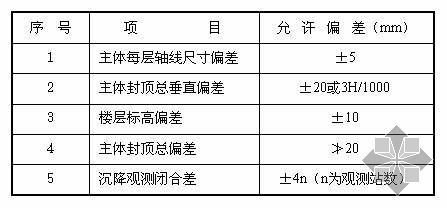 序 号 项 目 允 许 偏 差(mm)
1 主体每层轴线尺寸偏差 ±5
2 主体封顶总垂直偏差 ±20或3H/1000
3 楼层标高偏差 ±10
4 主体封顶总偏差 ≯20
5 沉降观测闭合差 ±4n(n为观测站数)